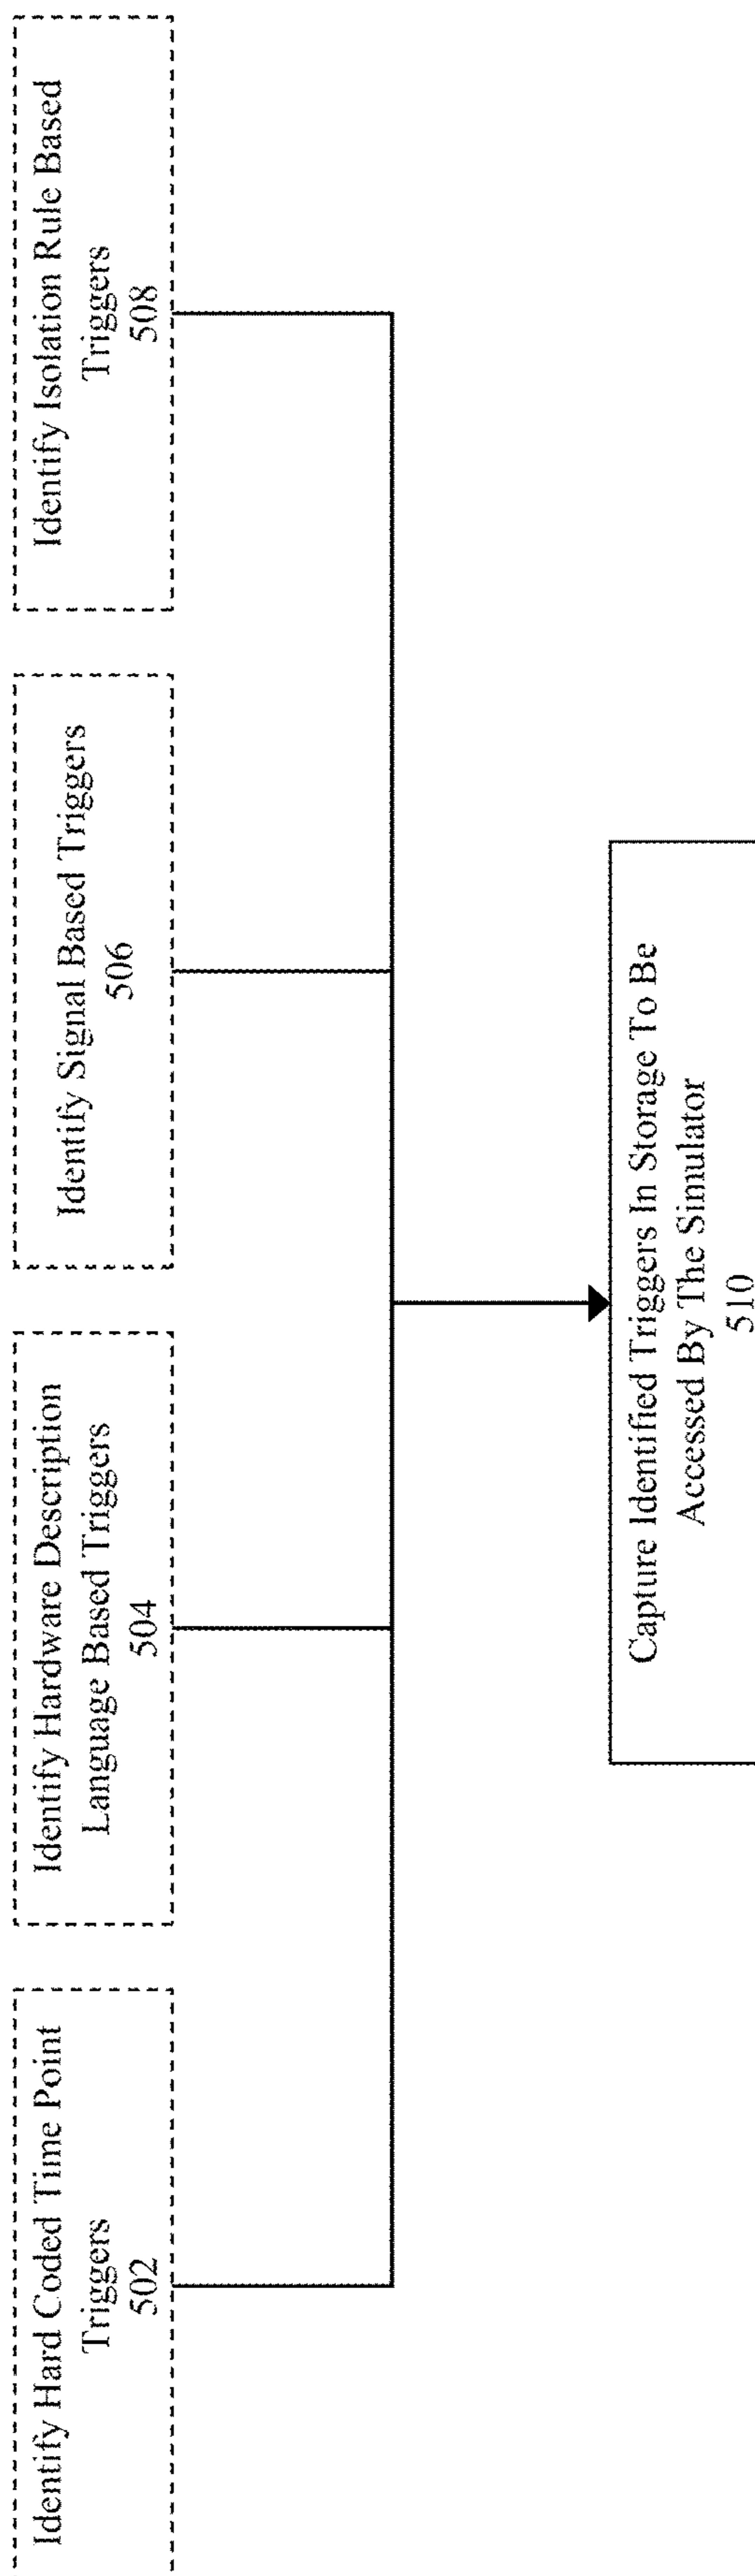 Identify Hard Coded Time Point
Triggers
502
Identify Hardware Description
Language Based Triggers
504
Identify Signal Based Triggers
506
Identify Isolation Rule Based
Triggers
508
Capture Identified Triggers In Storage To Be
Accessed By The Simulator
510